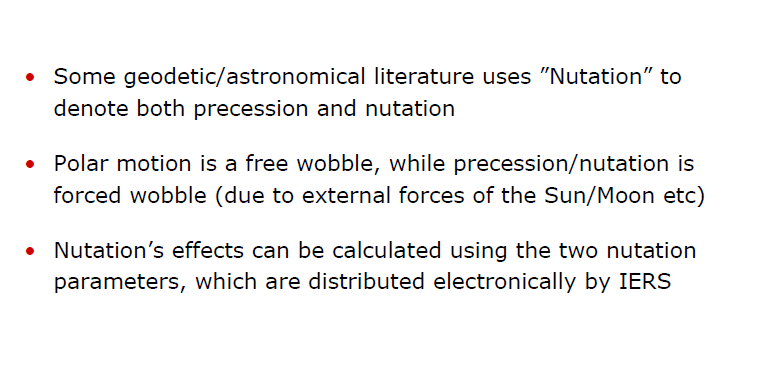 • Some geodetic/astronomical literature uses ”Nutation” to
denote both precession and nutation
• Polar motion is a free wobble, while precession/nutation is
forced wobble (due to external forces of the Sun/Moon etc)
• Nutation’s effects can be calculated using the two nutation
parameters, which are distributed electronically by IERS